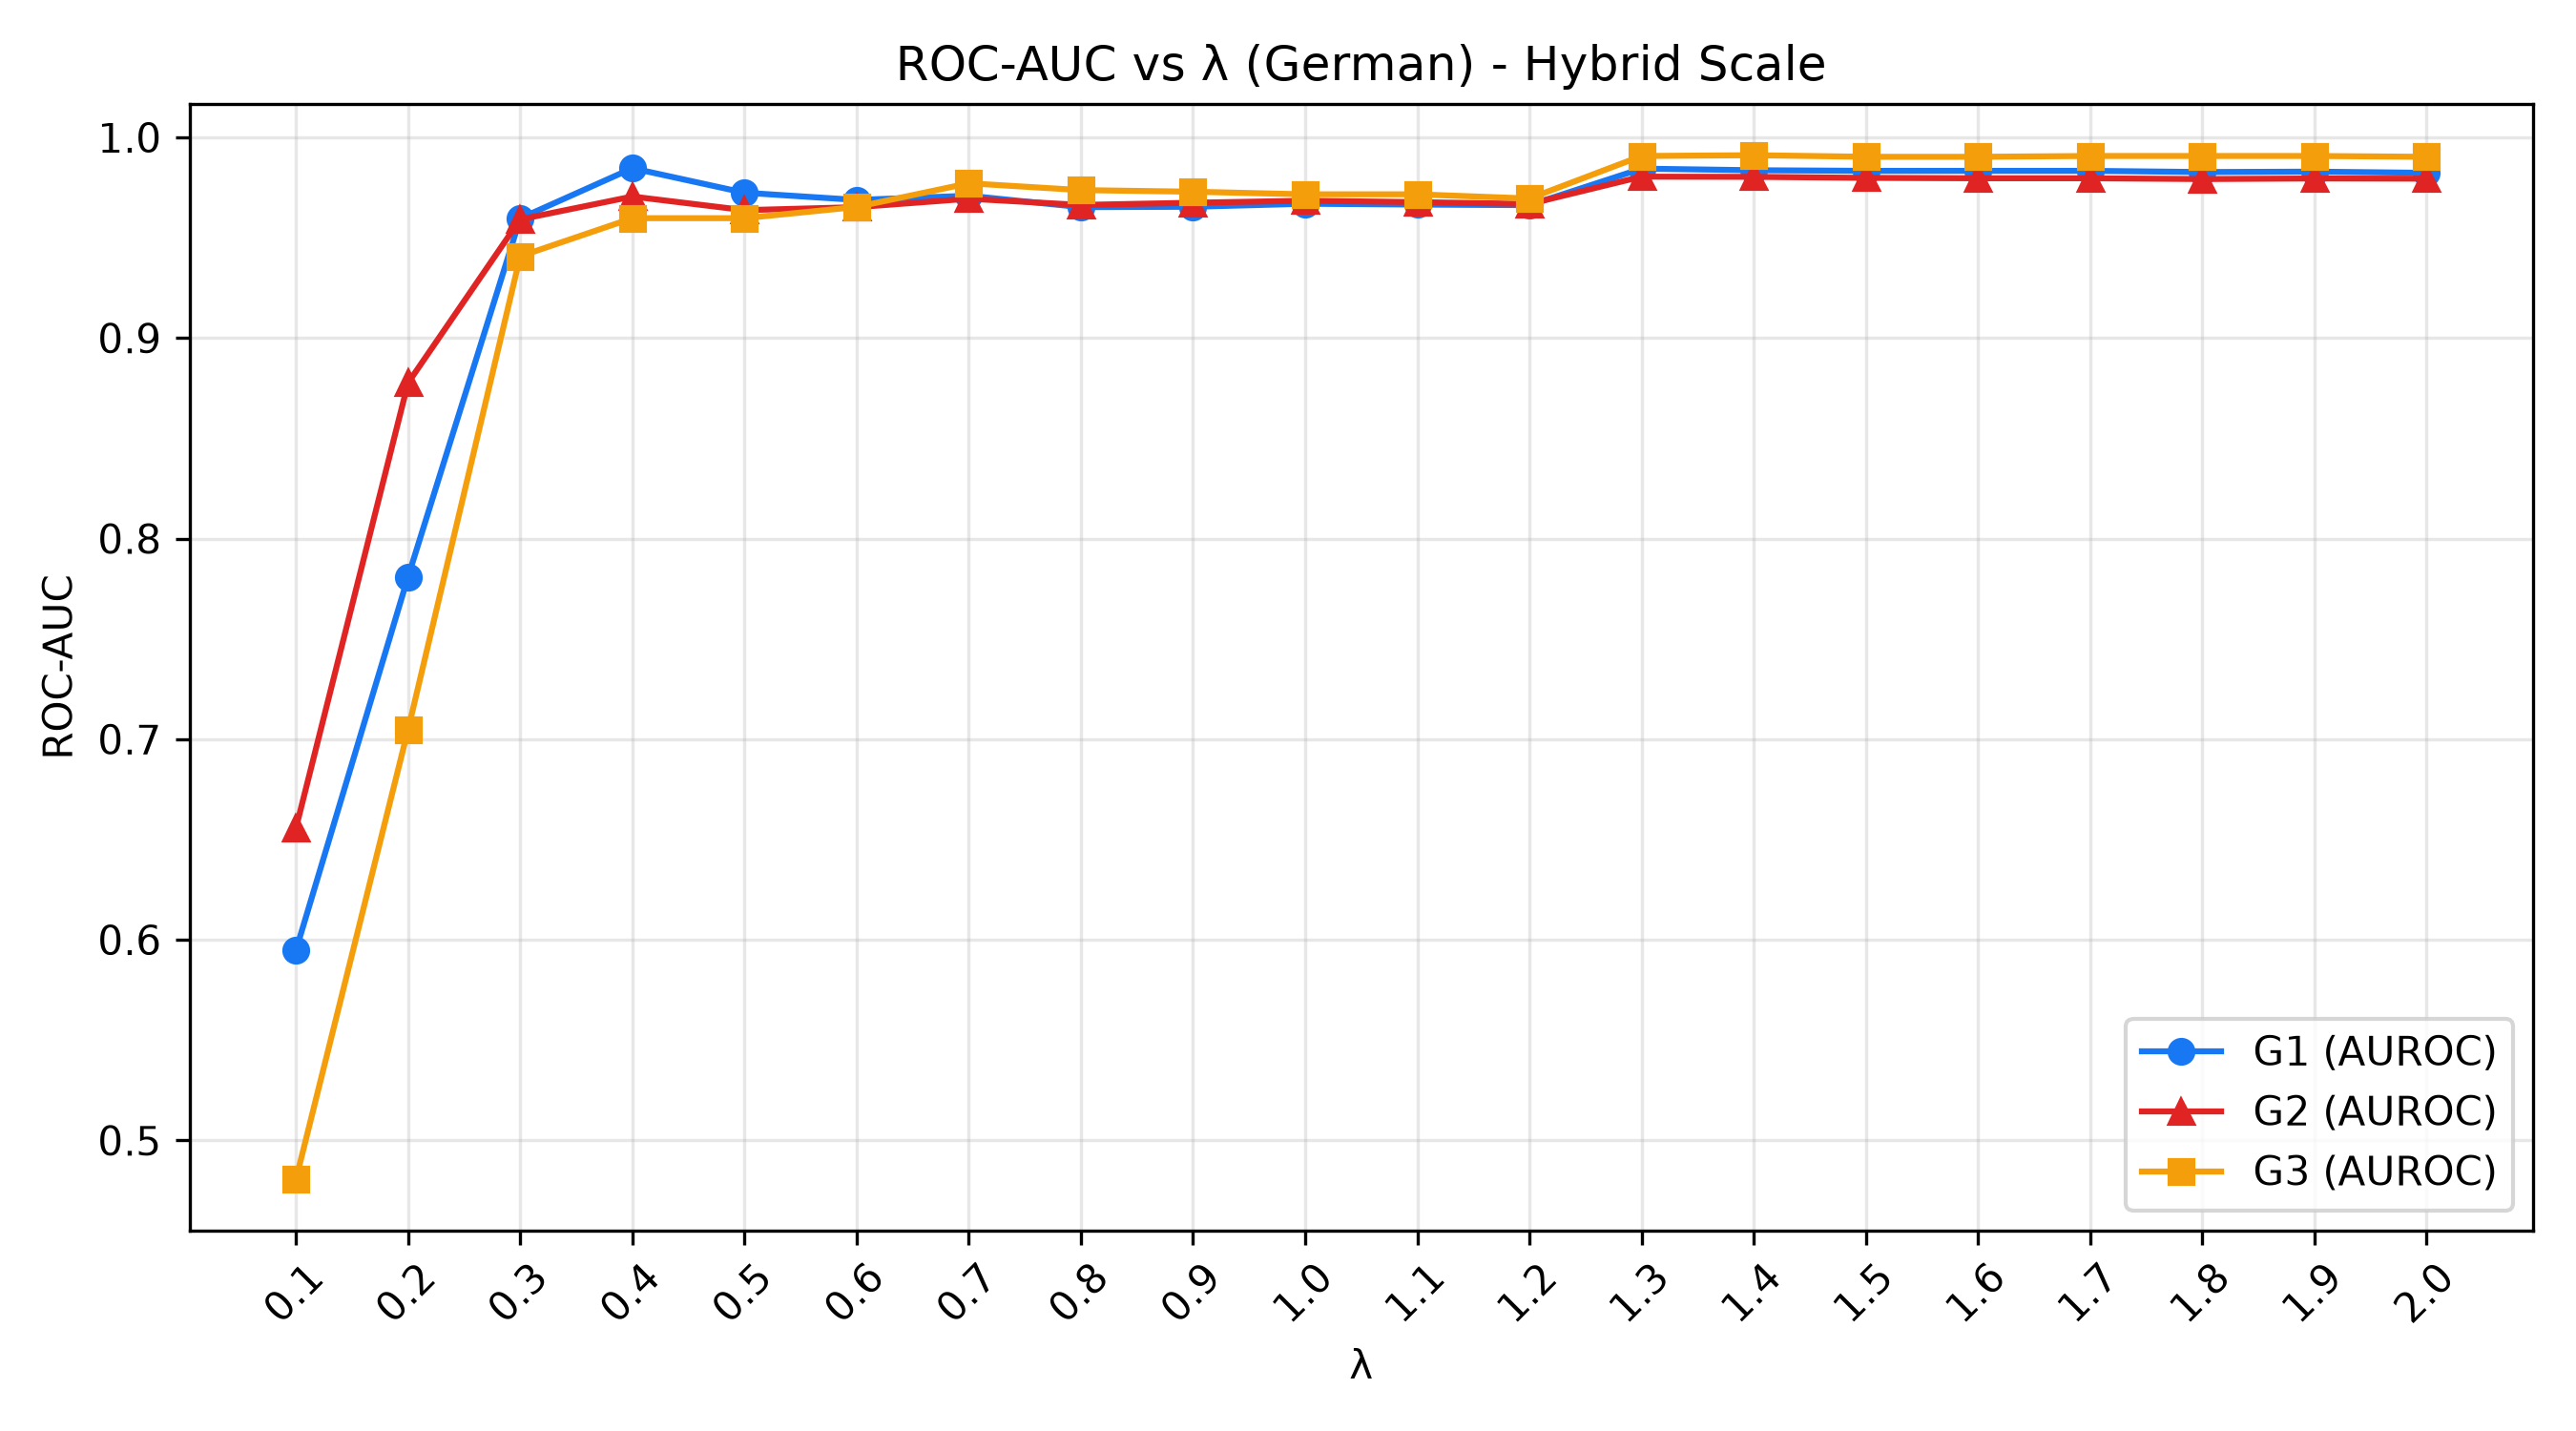 ROC-AUC vs λ (German) - Hybrid Scale
1.0
0.9
0.8
0.7
0.6
0.5
ROC-AUC
G1 (AUROC)
G2 (AUROC)
G3 (AUROC)
0.1 0.2 0.3 0.4 0.5 0.6 0.7 0.8 0.9 1.0 1.1 1.2 1.3 1.4 1.5 1.6 1.7 1.8 1.9 2.0
λ